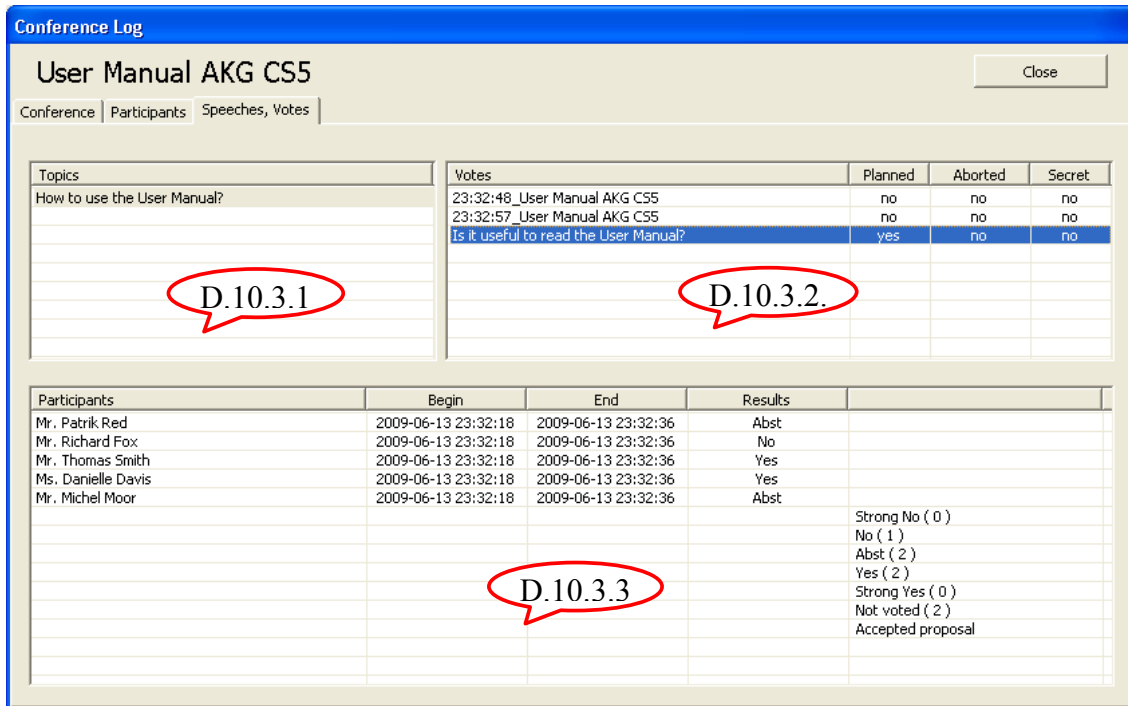 Conference Log
User Manual AKG CS5
Close
Conference Participants Speeches, Votes
Topics
How to use the User Manual?
D.10.3.1
Votes Planned Aborted Secret
23:32:48_User Manual AKG CS5 no no no
23:32:57_User Manual AKG CS5 no no no
Is it useful to read the User Manual? yes no no
D.10.3.2.
Participants Begin End Results
Mr. Patrik Red 2009-06-13 23:32:18 2009-06-13 23:32:36 Abst
Mr. Richard Fox 2009-06-13 23:32:18 2009-06-13 23:32:36 No
Mr. Thomas Smith 2009-06-13 23:32:18 2009-06-13 23:32:36 Yes
Ms. Danielle Davis 2009-06-13 23:32:18 2009-06-13 23:32:36 Yes
Mr. Michel Moor 2009-06-13 23:32:18 2009-06-13 23:32:36 Abst
Strong No ( 0 )
No ( 1 )
Abst ( 2 )
Yes ( 2 )
Strong Yes ( 0 )
Not voted ( 2 )
Accepted proposal
D.10.3.3